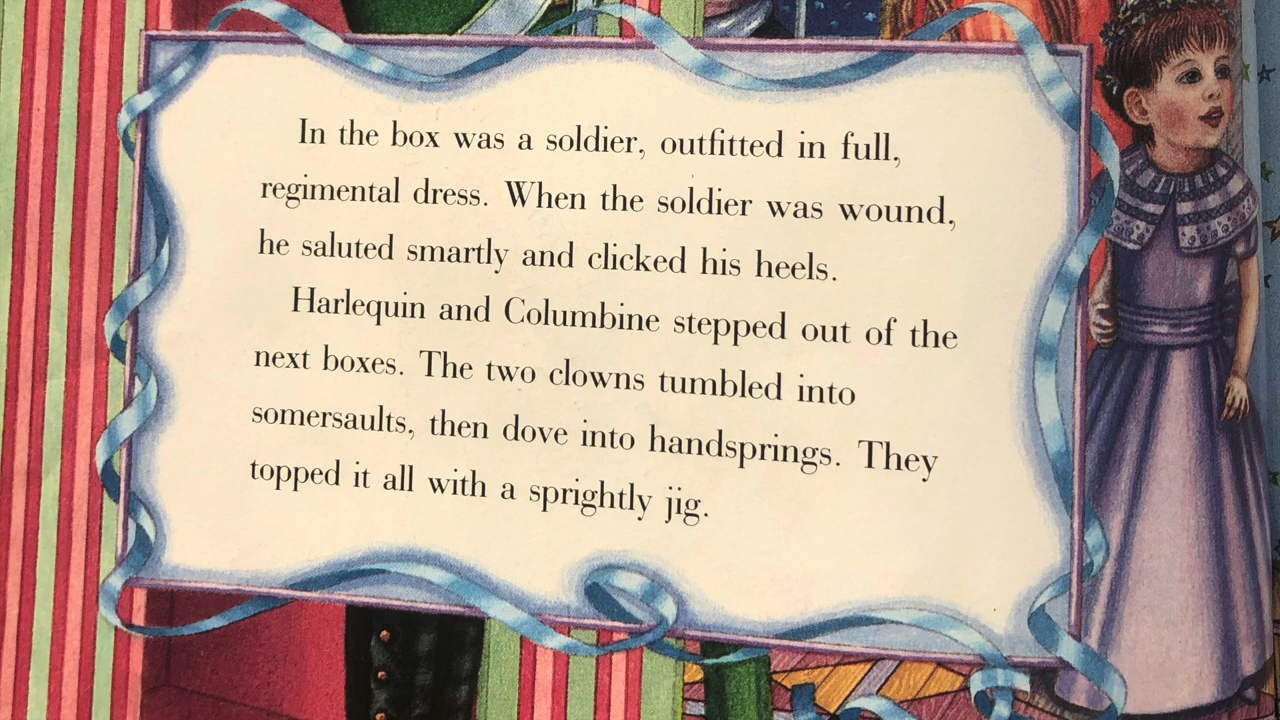 In the box was a soldier, outfitted in full,
regimental dress. When the soldier was wound,
he saluted smartly and clicked his heels.
Harlequin and Columbine stepped out of the
next boxes. The two clowns tumbled into
somersaults, then dove into handsprings. They
topped it all with a sprightly jig.